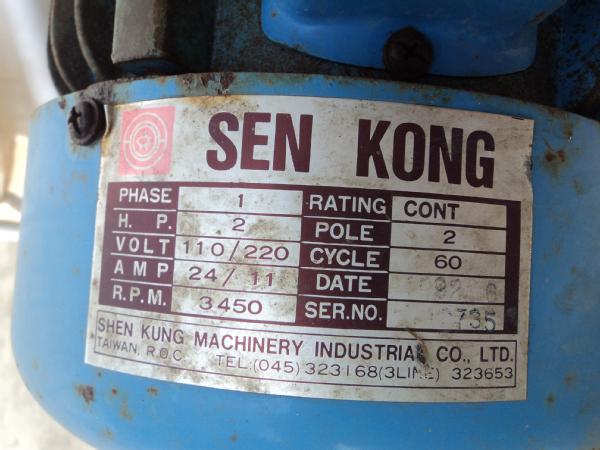 SEN KONG
PHASE 1 RATING CONT
H. P. 2 POLE 2
VOLT 110/220 CYCLE 60
AMP 24/ 11 DATE
R.P.M. 3450 SER.NO. 735
SHEN KUNG MACHINERY INDUSTRIAL CO., LTD.
TAIWAN, R.O.C. TEL:(045) 323168(3LINE) 323653